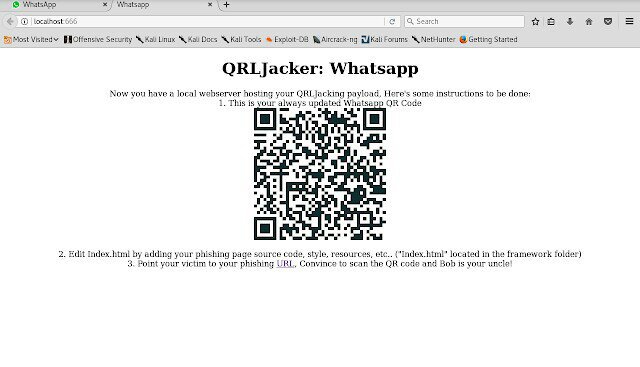 WhatsApp
Whatsapp
localhost:666
Search
Most Visited
Offensive Security
Kali Linux
Kali Docs
Kali Tools
Exploit-DB
Aircrack-ng
Kali Forums
NetHunter
Getting Started
QRLJacker: Whatsapp
Now you have a local webserver hosting your QRLJacking payload, Here's some instructions to be done:
1. This is your always updated Whatsapp QR Code
2. Edit Index.html by adding your phishing page source code, style, resources, etc.. ("Index.html" located in the framework folder)
3. Point your victim to your phishing URL, Convince to scan the QR code and Bob is your uncle!